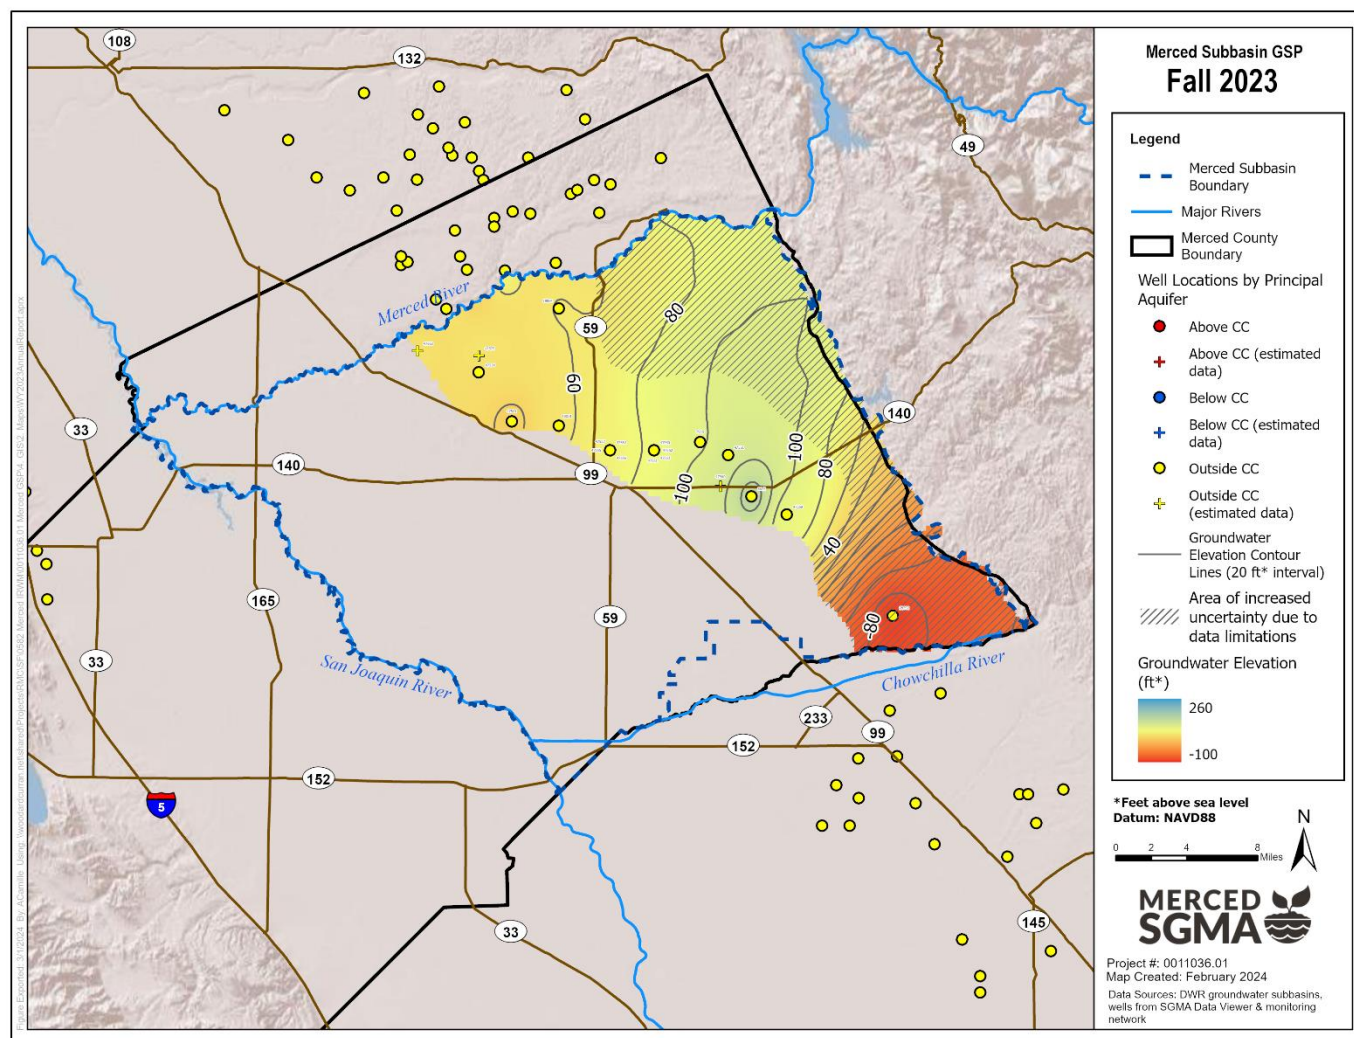 Merced Subbasin GSP
Fall 2023
Legend
Merced Subbasin
Boundary
Major Rivers
Merced County
Boundary
Well Locations by Principal
Aquifer
Above CC
Above CC (estimated
data)
Below CC
Below CC (estimated
data)
Outside CC
Outside CC
(estimated data)
Groundwater
Elevation Contour
Lines (20 ft* interval)
Area of increased
uncertainty due to
data limitations
Groundwater Elevation
(ft*)
260
-100
*Feet above sea level
Datum: NAVD88
N
0 2 4 8
Miles
MERCED
SGMA
Project #: 0011036.01
Map Created: February 2024
Data Sources: DWR groundwater subbasins,
wells from SGMA Data Viewer & monitoring
network
108
132
49
Merced River
80
59
60
140
100
80
33
140
99
100
40
165
59
-80
33
San Joaquin River
Chowchilla River
233
99
152
152
5
145
33